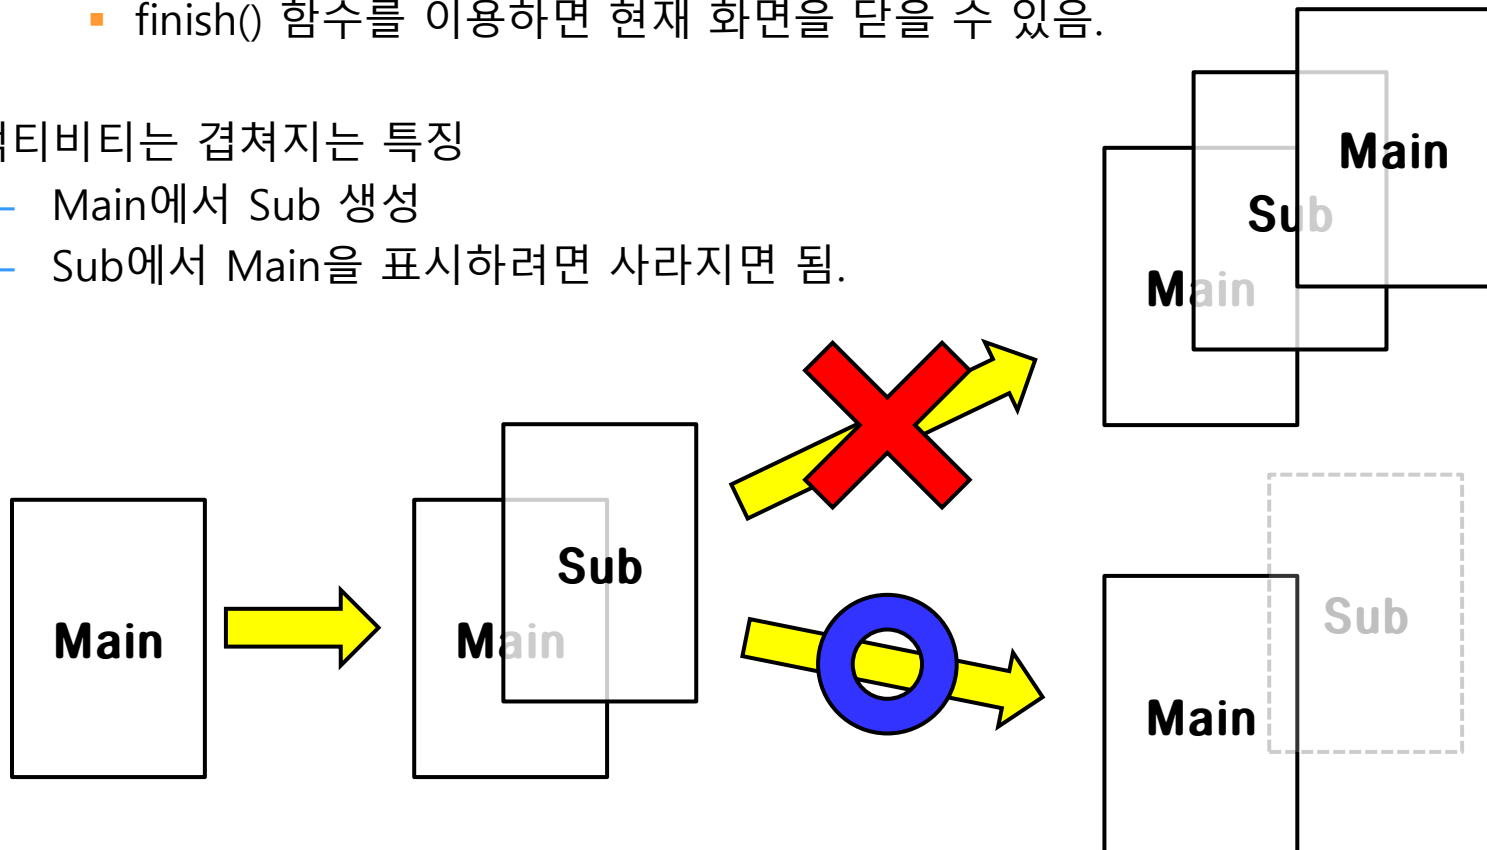 finish() 함수를 이용하면 현재 화면을 닫을 수 있음.
티비티는 겹쳐지는 특징
– Main에서 Sub 생성
– Sub에서 Main을 표시하려면 사라지면 됨.
Main
Sub
Main
Sub
Main
Main
Sub
Main